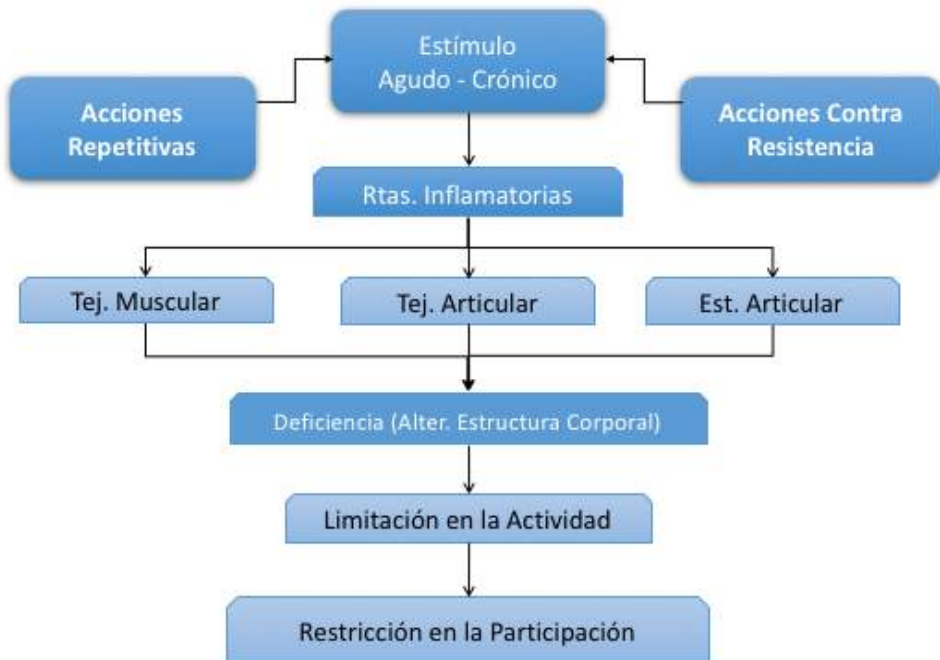 Estímulo
Agudo - Crónico
Acciones
Repetitivas
Acciones Contra
Resistencia
Rtas. Inflamatorias
Tej. Muscular
Tej. Articular
Est. Articular
Deficiencia (Alter. Estructura Corporal)
Limitación en la Actividad
Restricción en la Participación